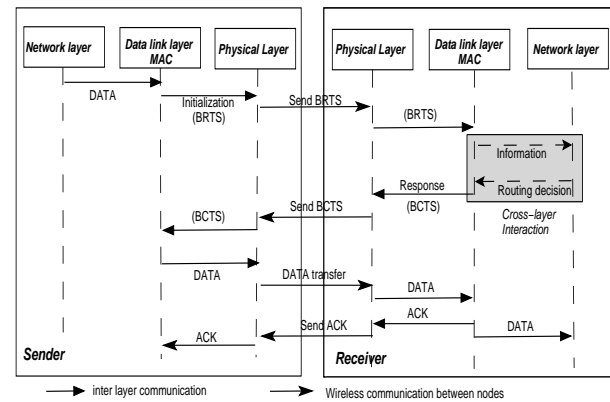 Network layer
Data link layer
MAC
Physical Layer
Physical Layer
Data link layer
MAC
Network layer
DATA
Initialization
(BRTS)
Send BRTS
(BRTS)
Information
Routing decision
Response
(BCTS)
Cross-layer
Interaction
Send BCTS
(BCTS)
DATA
DATA transfer
DATA
ACK
Send ACK
ACK
DATA
Sender
Receiver
inter layer communication
Wireless communication between nodes